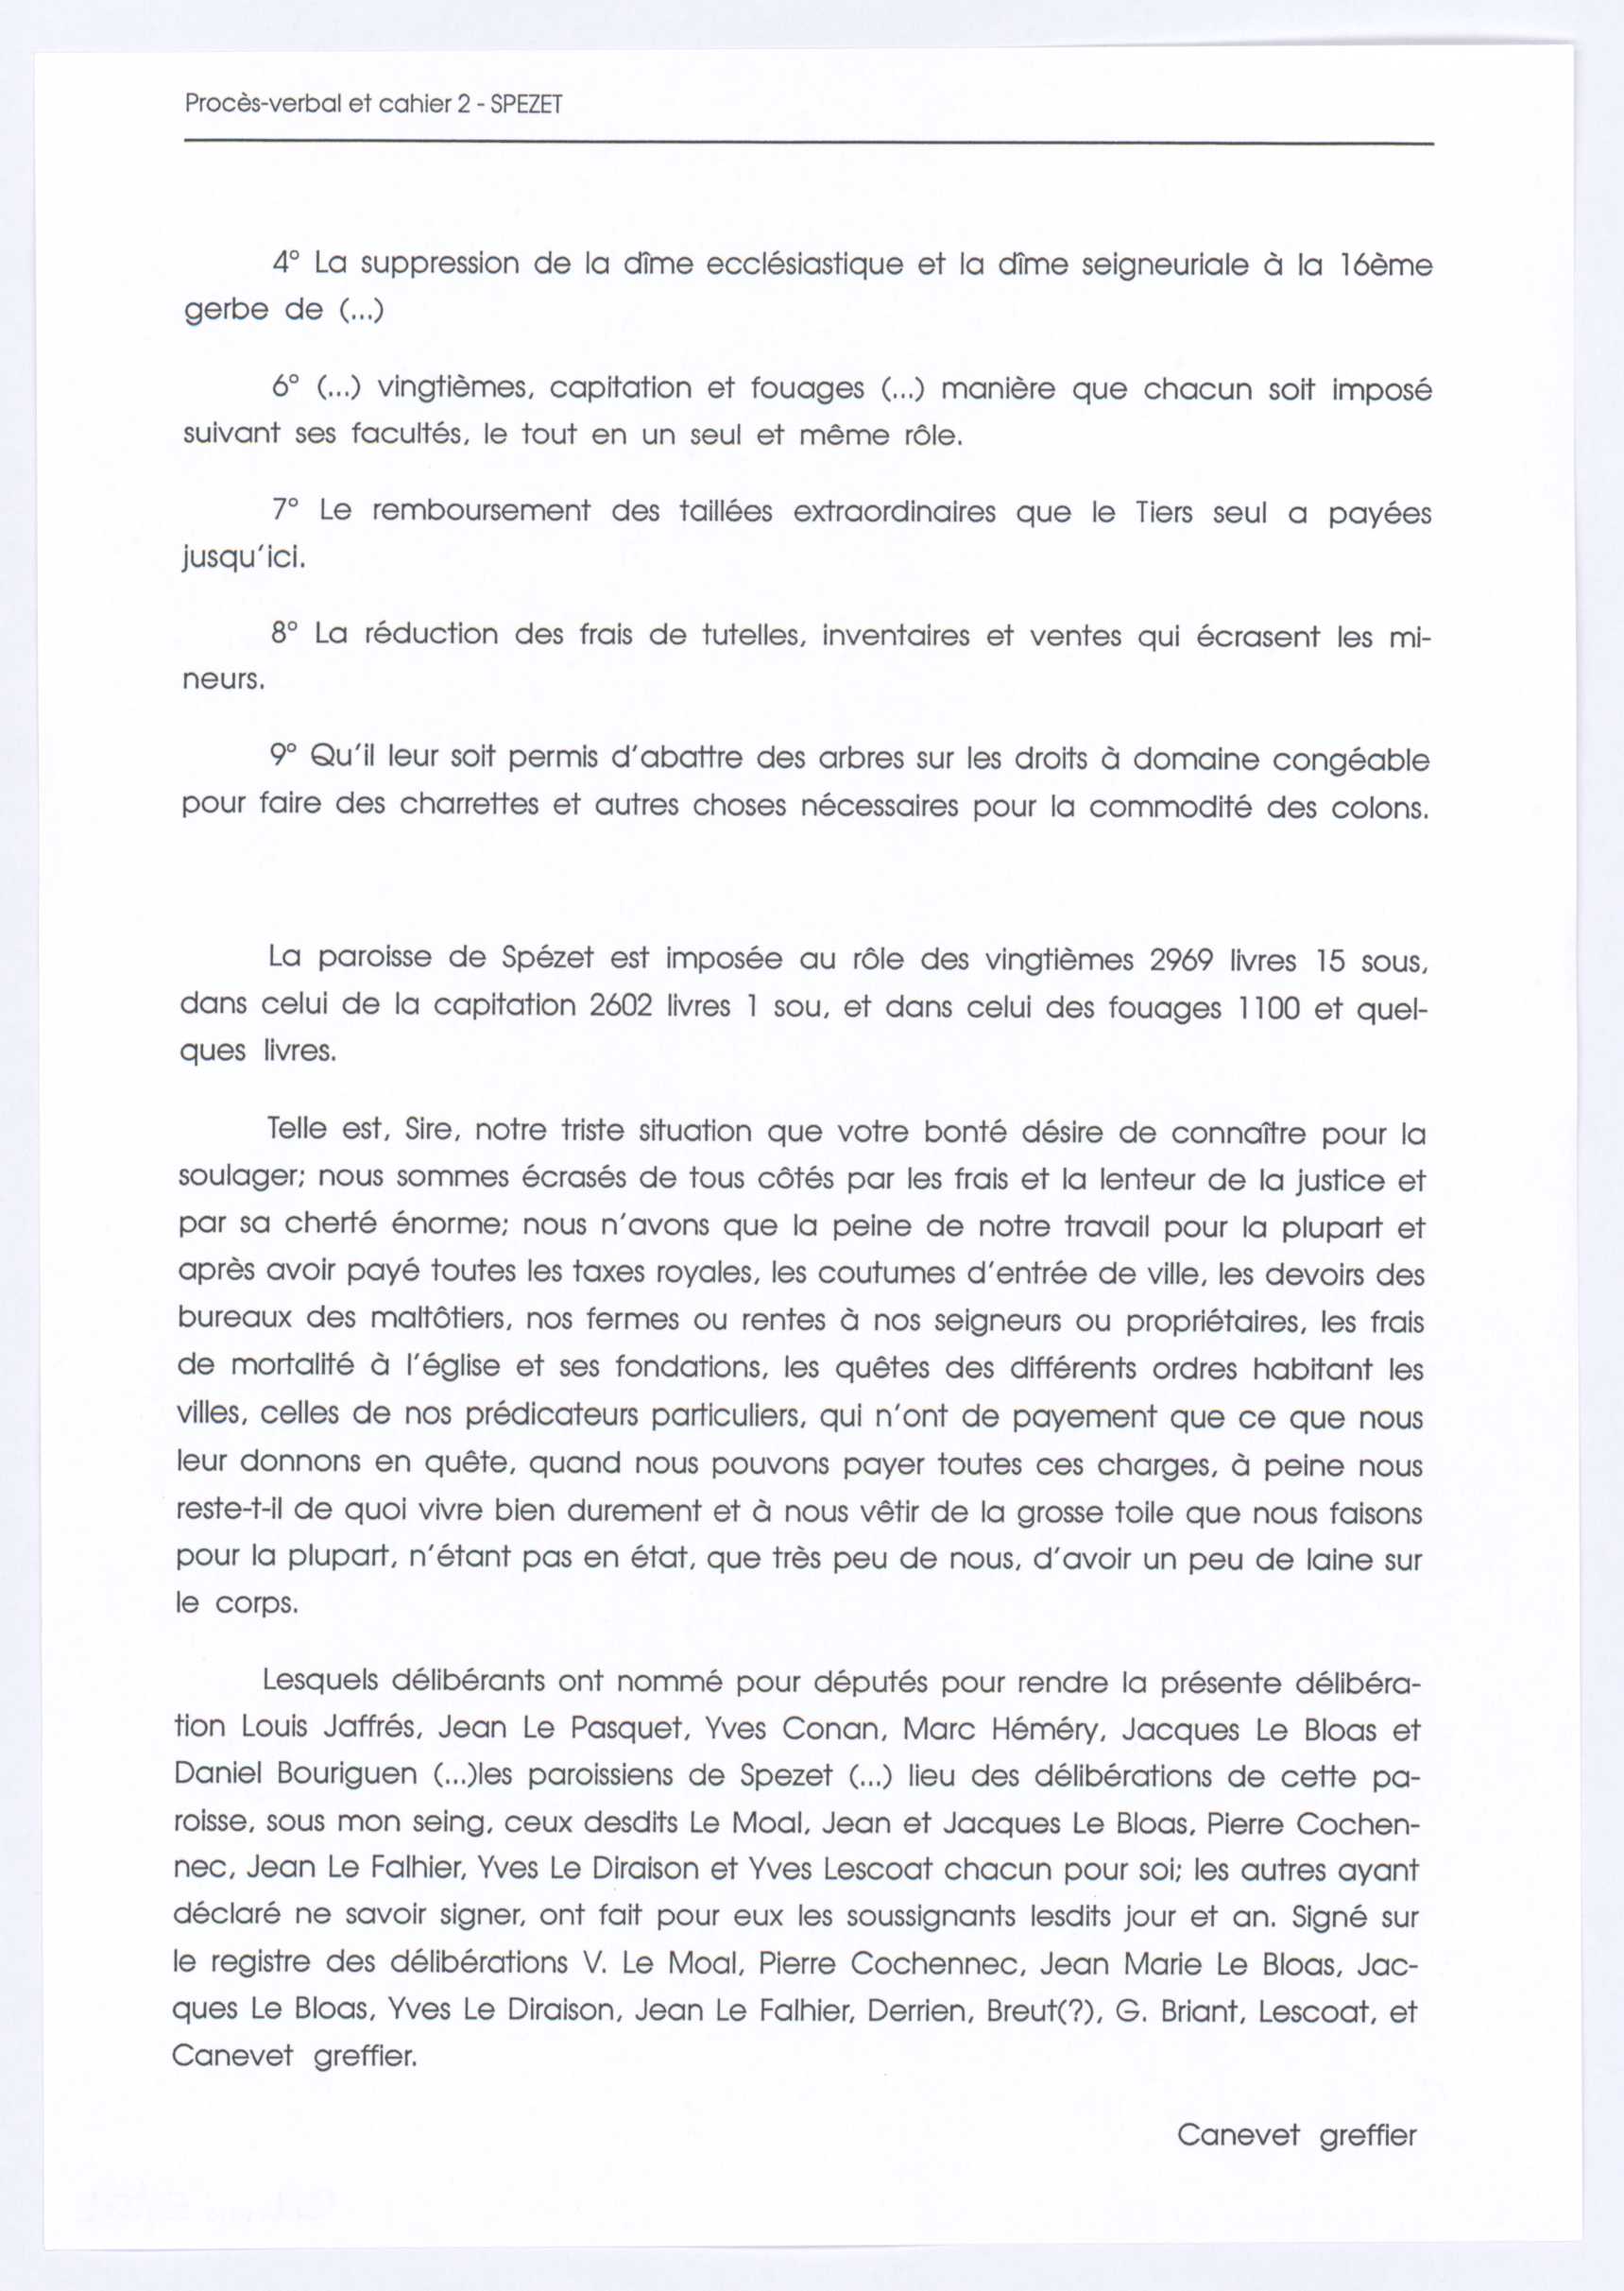 Procès-verbal et cahier 2 - SPEZET
4° La suppression de la dîme ecclésiastique et la dîme seigneuriale à la 16ème
gerbe de (...)
6° (...) vingtièmes, capitation et fouages (...) manière que chacun soit imposé
suivant ses facultés, le tout en un seul et même rôle.
7° Le remboursement des taillées extraordinaires que le Tiers seul a payées
jusqu'ici.
8° La réduction des frais de tutelles, inventaires et ventes qui écrasent les mi-
neurs.
9° Qu'il leur soit permis d'abattre des arbres sur les droits à domaine congéable
pour faire des charrettes et autres choses nécessaires pour la commodité des colons.
La paroisse de Spézet est imposée au rôle des vingtièmes 2969 livres 15 sous,
dans celui de la capitation 2602 livres 1 sou, et dans celui des fouages 1100 et quel-
ques livres.
Telle est, Sire, notre triste situation que votre bonté désire de connaître pour la
soulager; nous sommes écrasés de tous côtés par les frais et la lenteur de la justice et
par sa cherté énorme; nous n'avons que la peine de notre travail pour la plupart et
après avoir payé toutes les taxes royales, les coutumes d'entrée de ville, les devoirs des
bureaux des maltôtiers, nos fermes ou rentes à nos seigneurs ou propriétaires, les frais
de mortalité à l'église et ses fondations, les quêtes des différents ordres habitant les
villes, celles de nos prédicateurs particuliers, qui n'ont de payement que ce que nous
leur donnons en quête, quand nous pouvons payer toutes ces charges, à peine nous
reste-t-il de quoi vivre bien durement et à nous vêtir de la grosse toile que nous faisons
pour la plupart, n'étant pas en état, que très peu de nous, d'avoir un peu de laine sur
le corps.
Lesquels délibérants ont nommé pour députés pour rendre la présente délibéra-
tion Louis Jaffrés, Jean Le Pasquet, Yves Conan, Marc Héméry, Jacques Le Bloas et
Daniel Bouriguen (...)les paroissiens de Spezet (...) lieu des délibérations de cette pa-
roisse, sous mon seing, ceux desdits Le Moal, Jean et Jacques Le Bloas, Pierre Cochen-
nec, Jean Le Falhier, Yves Le Diraison et Yves Lescoat chacun pour soi; les autres ayant
déclaré ne savoir signer, ont fait pour eux les soussignants lesdits jour et an. Signé sur
le registre des délibérations V. Le Moal, Pierre Cochennec, Jean Marie Le Bloas, Jac-
ques Le Bloas, Yves Le Diraison, Jean Le Falhier, Derrien, Breut(?), G. Briant, Lescoat, et
Canevet greffier.
Canevet greffier